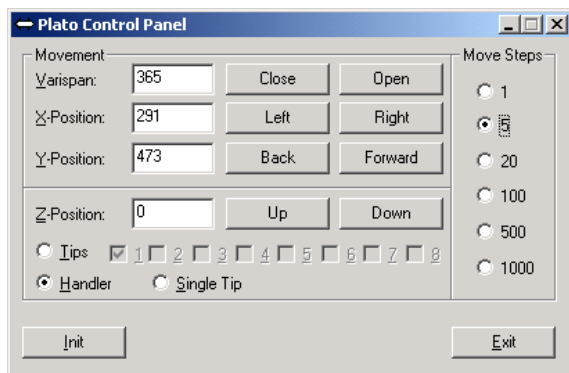 Plato Control Panel
Movement
Varispan: 365 Close Open
X-Position: 291 Left Right
Y-Position: 473 Back Forward
Z-Position: 0 Up Down
Tips 1 2 3 4 5 6 7 8
Handler Single Tip
Move Steps
1
5
20
100
500
1000
Init Exit